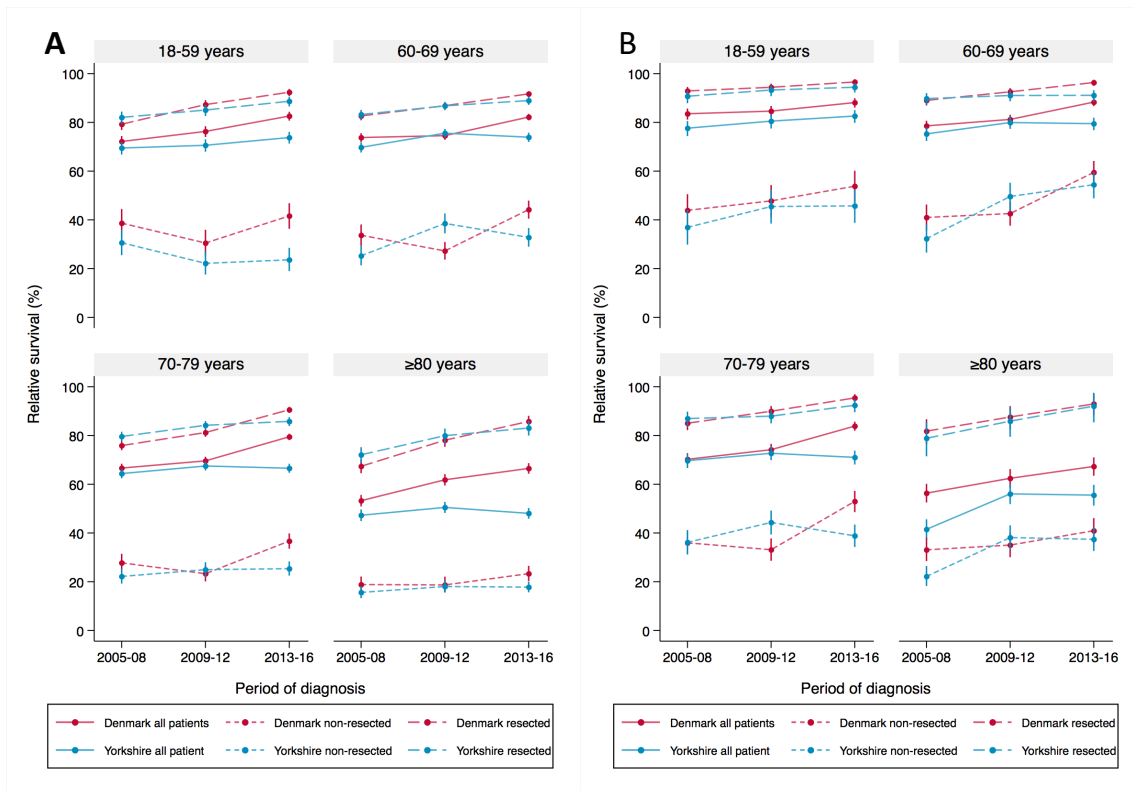 A
18-59 years
60-69 years
100
80
60
40
20
0
70-79 years
≥80 years
100
80
60
40
20
0
Relative survival (%)
2005-08 2009-12 2013-16
2005-08 2009-12 2013-16
Period of diagnosis
Denmark all patients Denmark non-resected Denmark resected
Yorkshire all patient Yorkshire non-resected Yorkshire resected
B
18-59 years
60-69 years
100
80
60
40
20
0
70-79 years
≥80 years
100
80
60
40
20
0
Relative survival (%)
2005-08 2009-12 2013-16
2005-08 2009-12 2013-16
Period of diagnosis
Denmark all patients Denmark non-resected Denmark resected
Yorkshire all patient Yorkshire non-resected Yorkshire resected